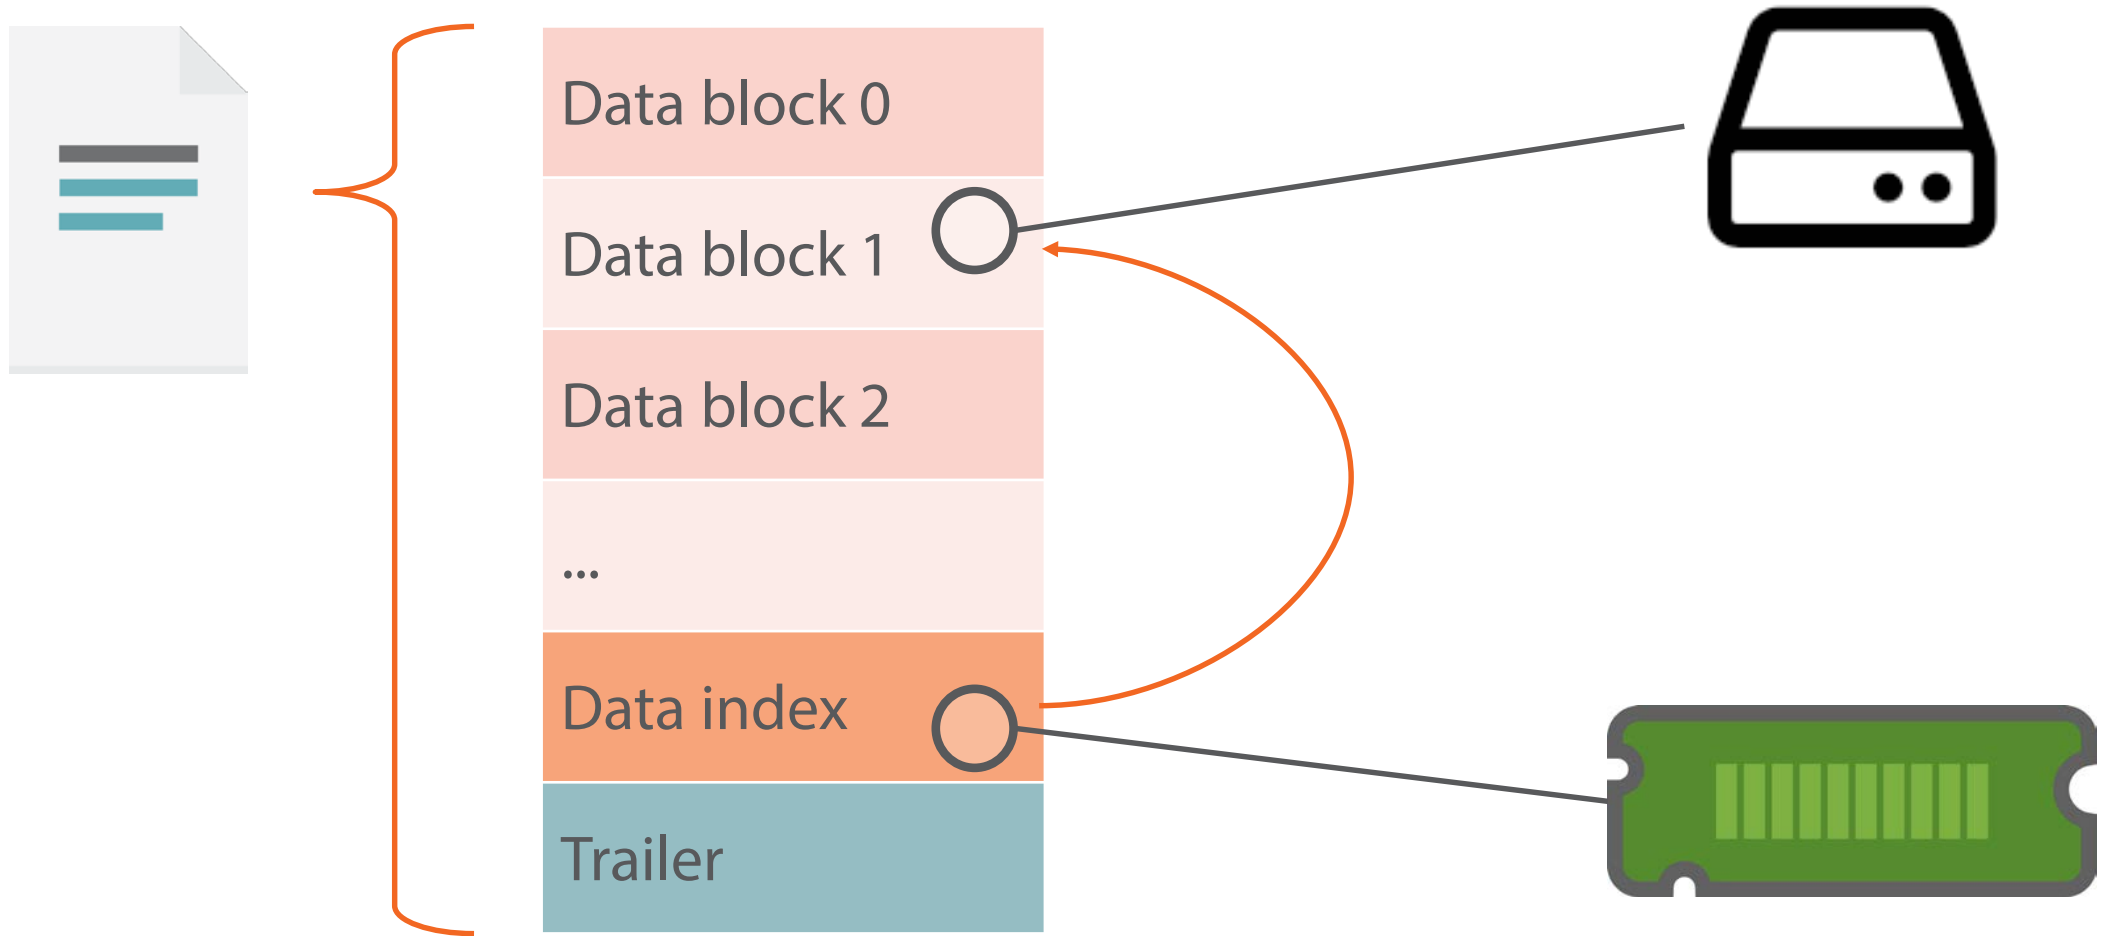 Data block 0
Data block 1
Data block 2
...
Data index
Trailer